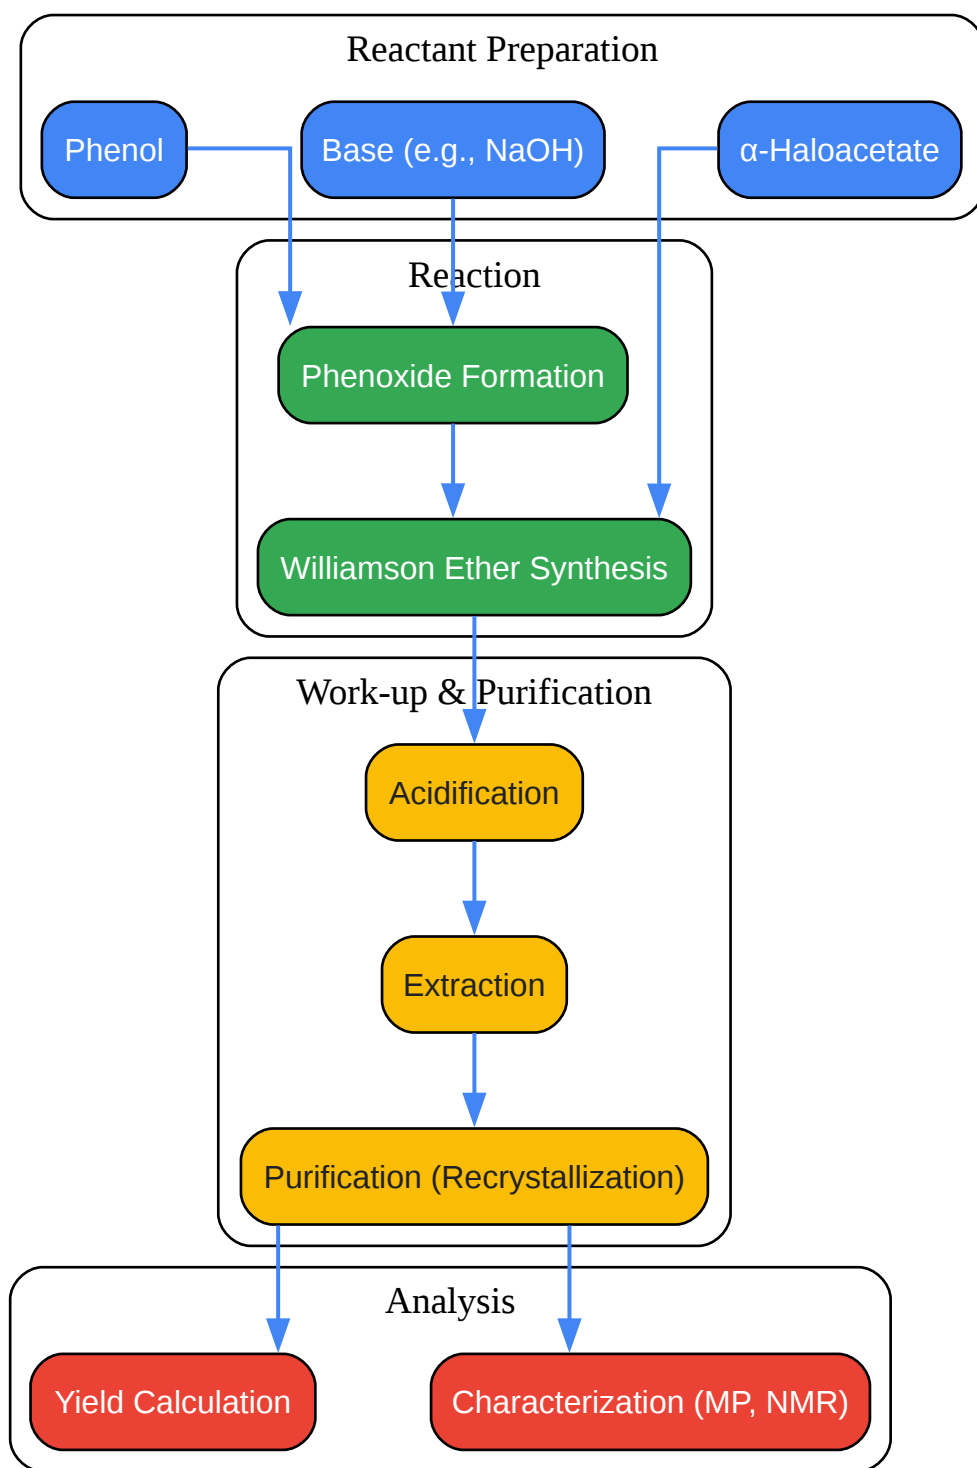 Reactant Preparation
Phenol
Base (e.g., NaOH)
α-Haloacetate
Reaction
Phenoxide Formation
Williamson Ether Synthesis
Work-up & Purification
Acidification
Extraction
Purification (Recrystallization)
Analysis
Yield Calculation
Characterization (MP, NMR)